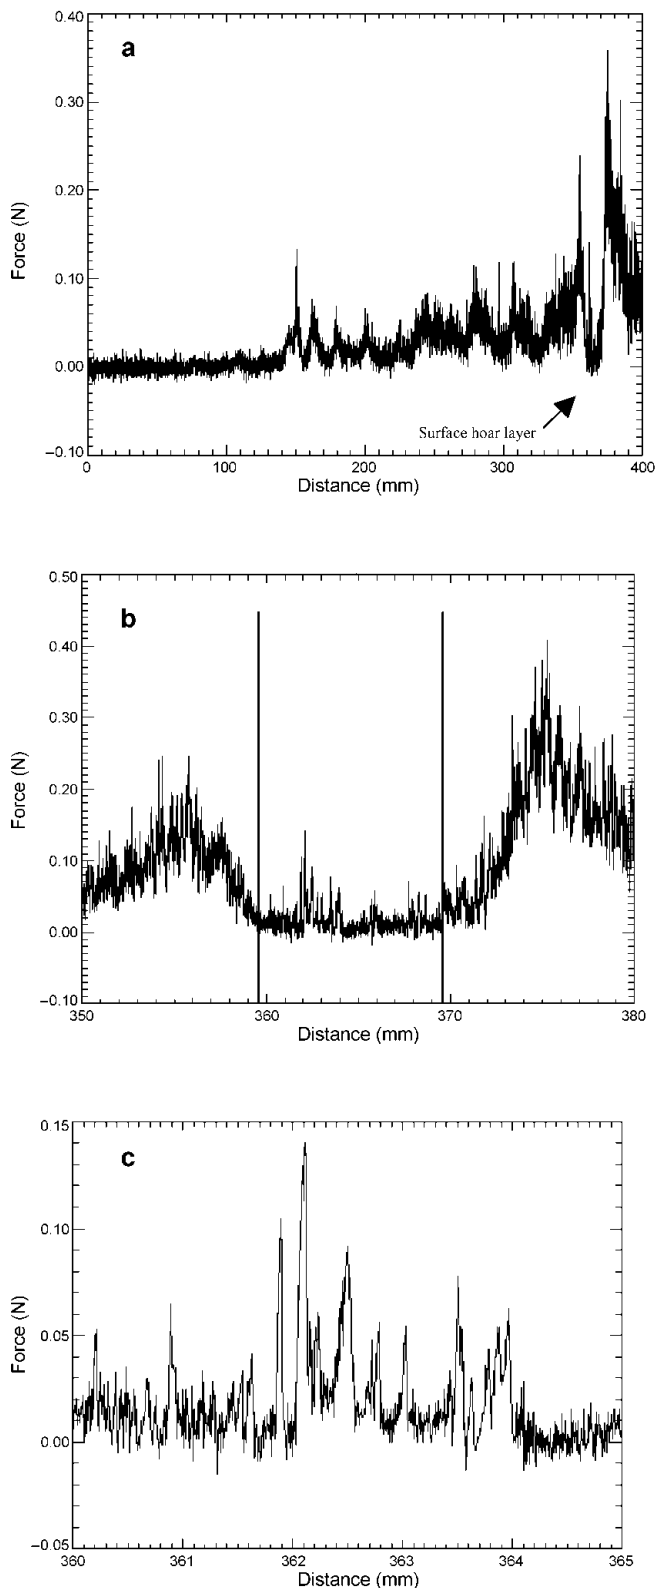 a
0.40
0.30
0.20
0.10
0.00
−0.10
Force (N)
Surface hoar layer
0 100 200 300 400
Distance (mm)
b
0.50
0.40
0.30
0.20
0.10
0.00
−0.10
Force (N)
350 360 370 380
Distance (mm)
c
0.15
0.10
0.05
0.00
−0.05
Force (N)
360 361 362 363 364 365
Distance (mm)